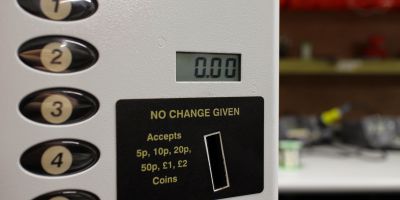 1
2
3
4
0.00
NO CHANGE GIVEN
Accepts
5p, 10p, 20p,
50p, £1, £2
Coins